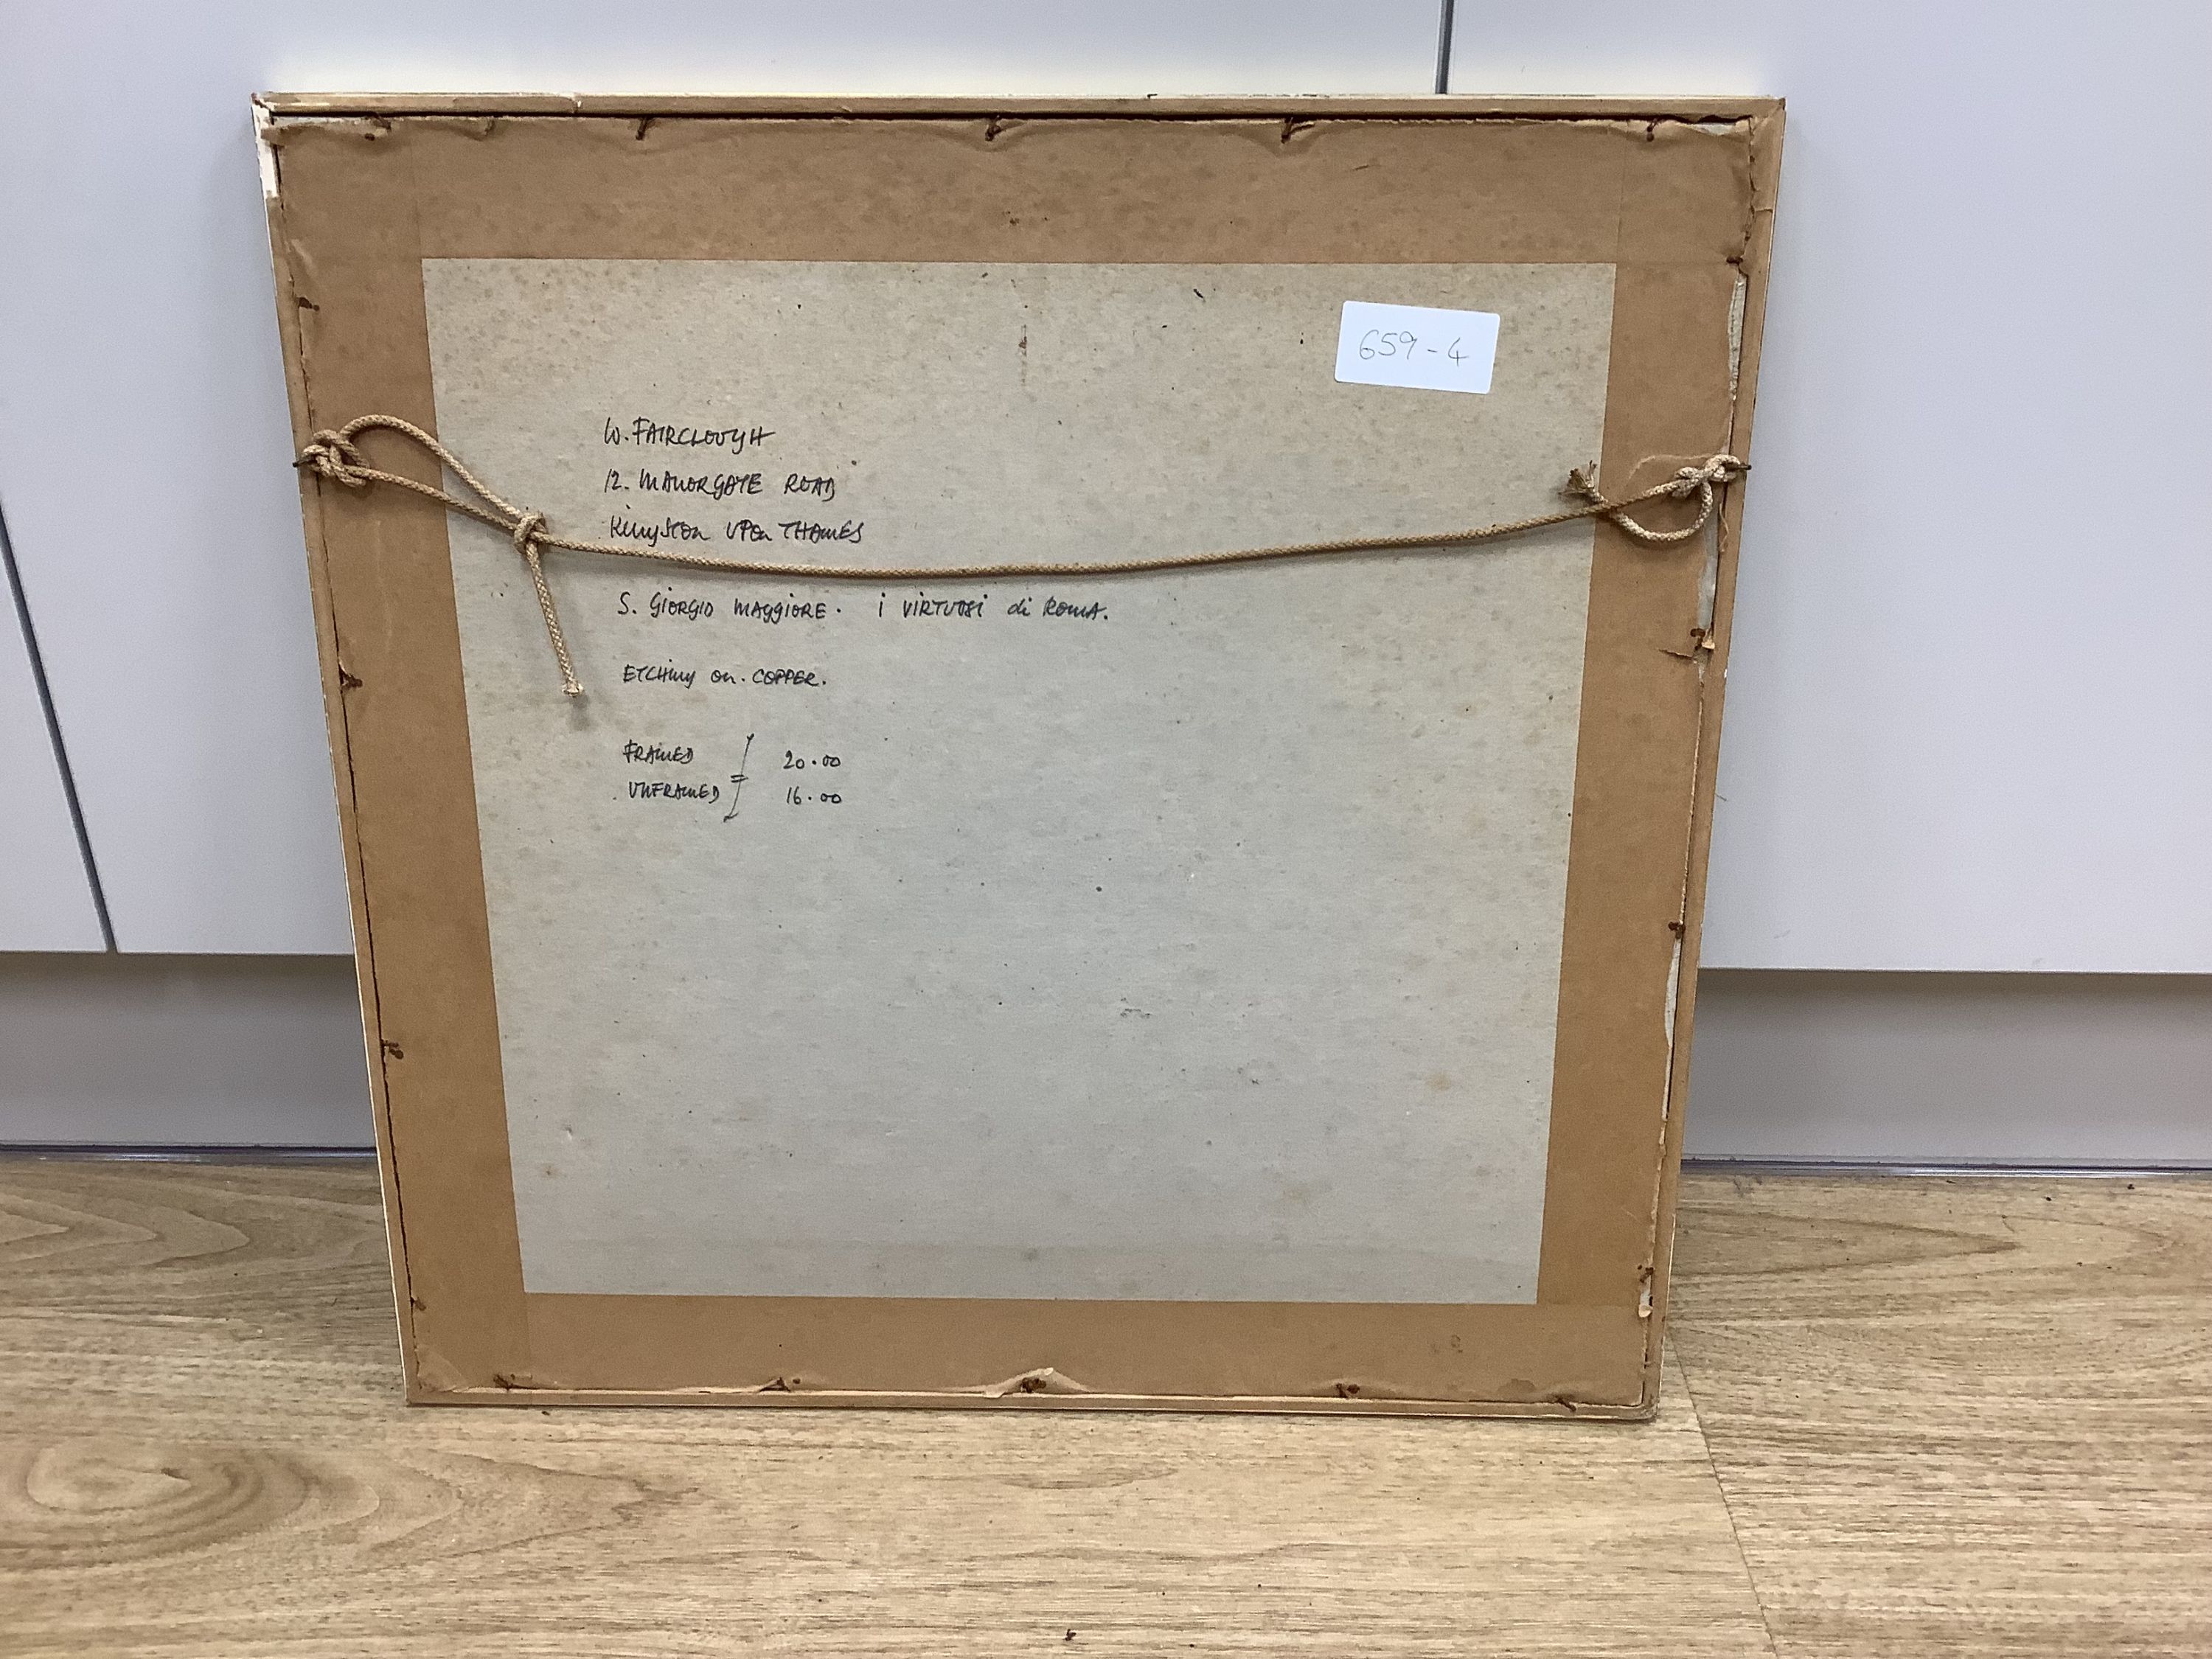 659-4
W. FAIRCLOUGH
12. MANORGATE ROAD
KiNgSTON UPON THAMES
S. GiORGiO MAggiORE. i ViRTUOSi di ROMA.
ETCHiNg ON. COPPER.
FRAMED = 20.00
UNFRAMED 16.00